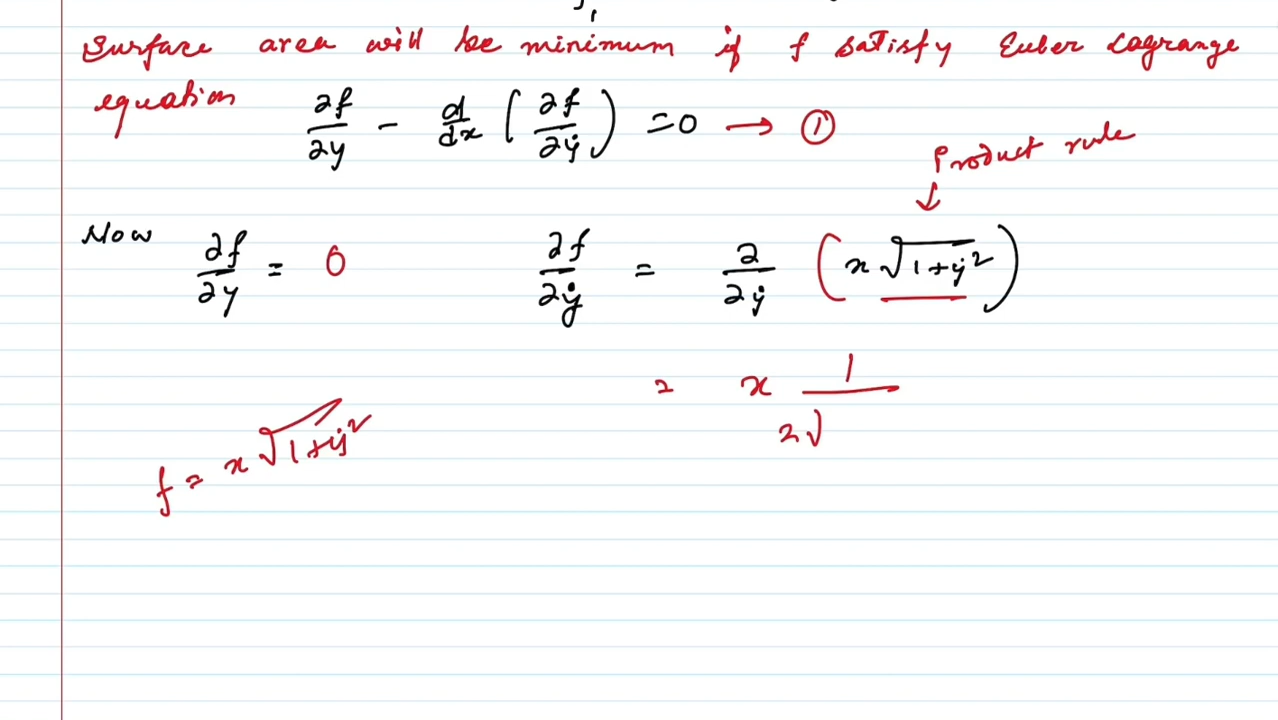 Surface area will be minimum if f satisfy Euler Lagrange
equation ∂f/∂y - d/dx (∂f/∂ẏ) = 0 → ①
Product rule
↓
Now ∂f/∂y = 0 ∂f/∂ẏ = ∂/∂ẏ (x√(1+ẏ²))
= x 1/2√
f = x√(1+ẏ²)